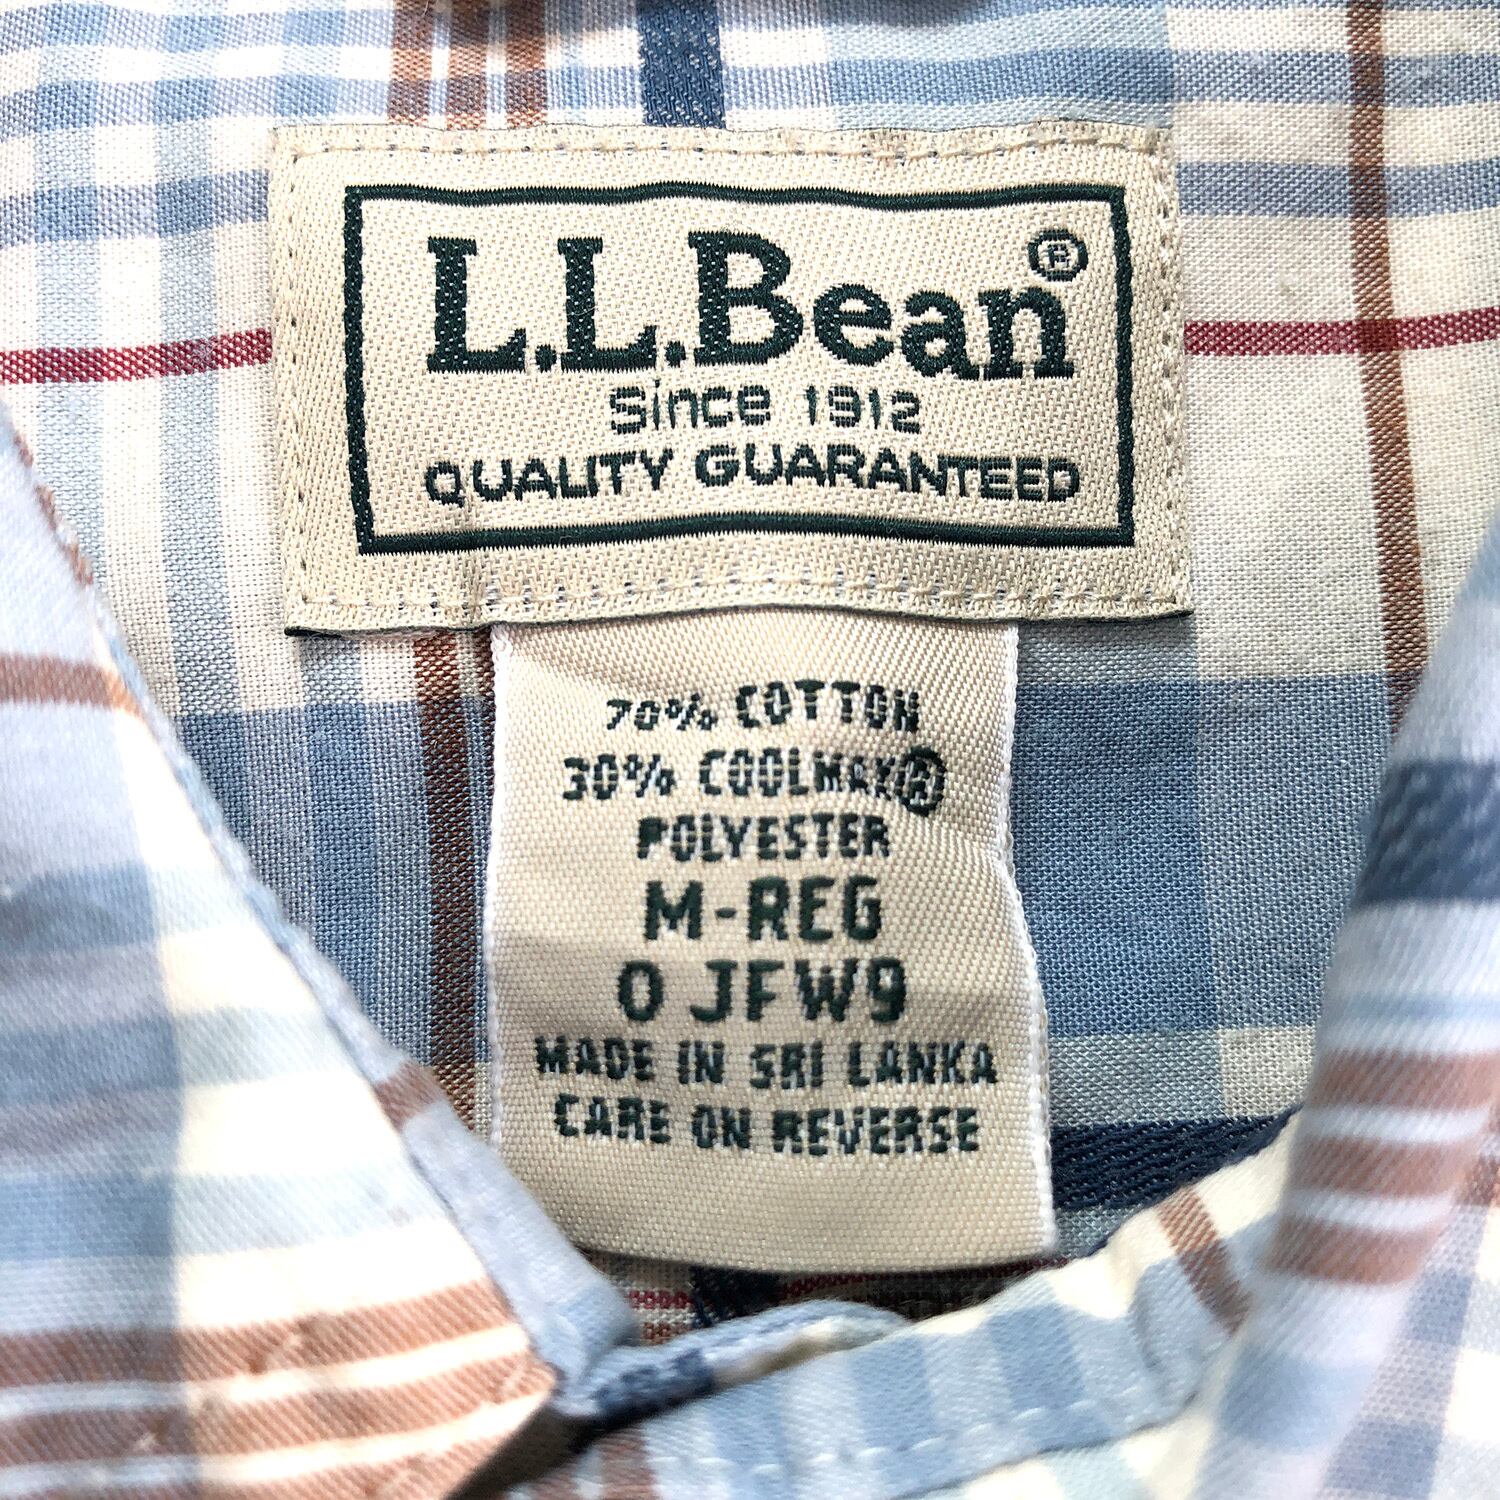 L.L.Bean®
Since 1912
QUALITY GUARANTEED
70% COTTON
30% COOLMAX®
POLYESTER
M-REG
0 JFW9
MADE IN SRI LANKA
CARE ON REVERSE